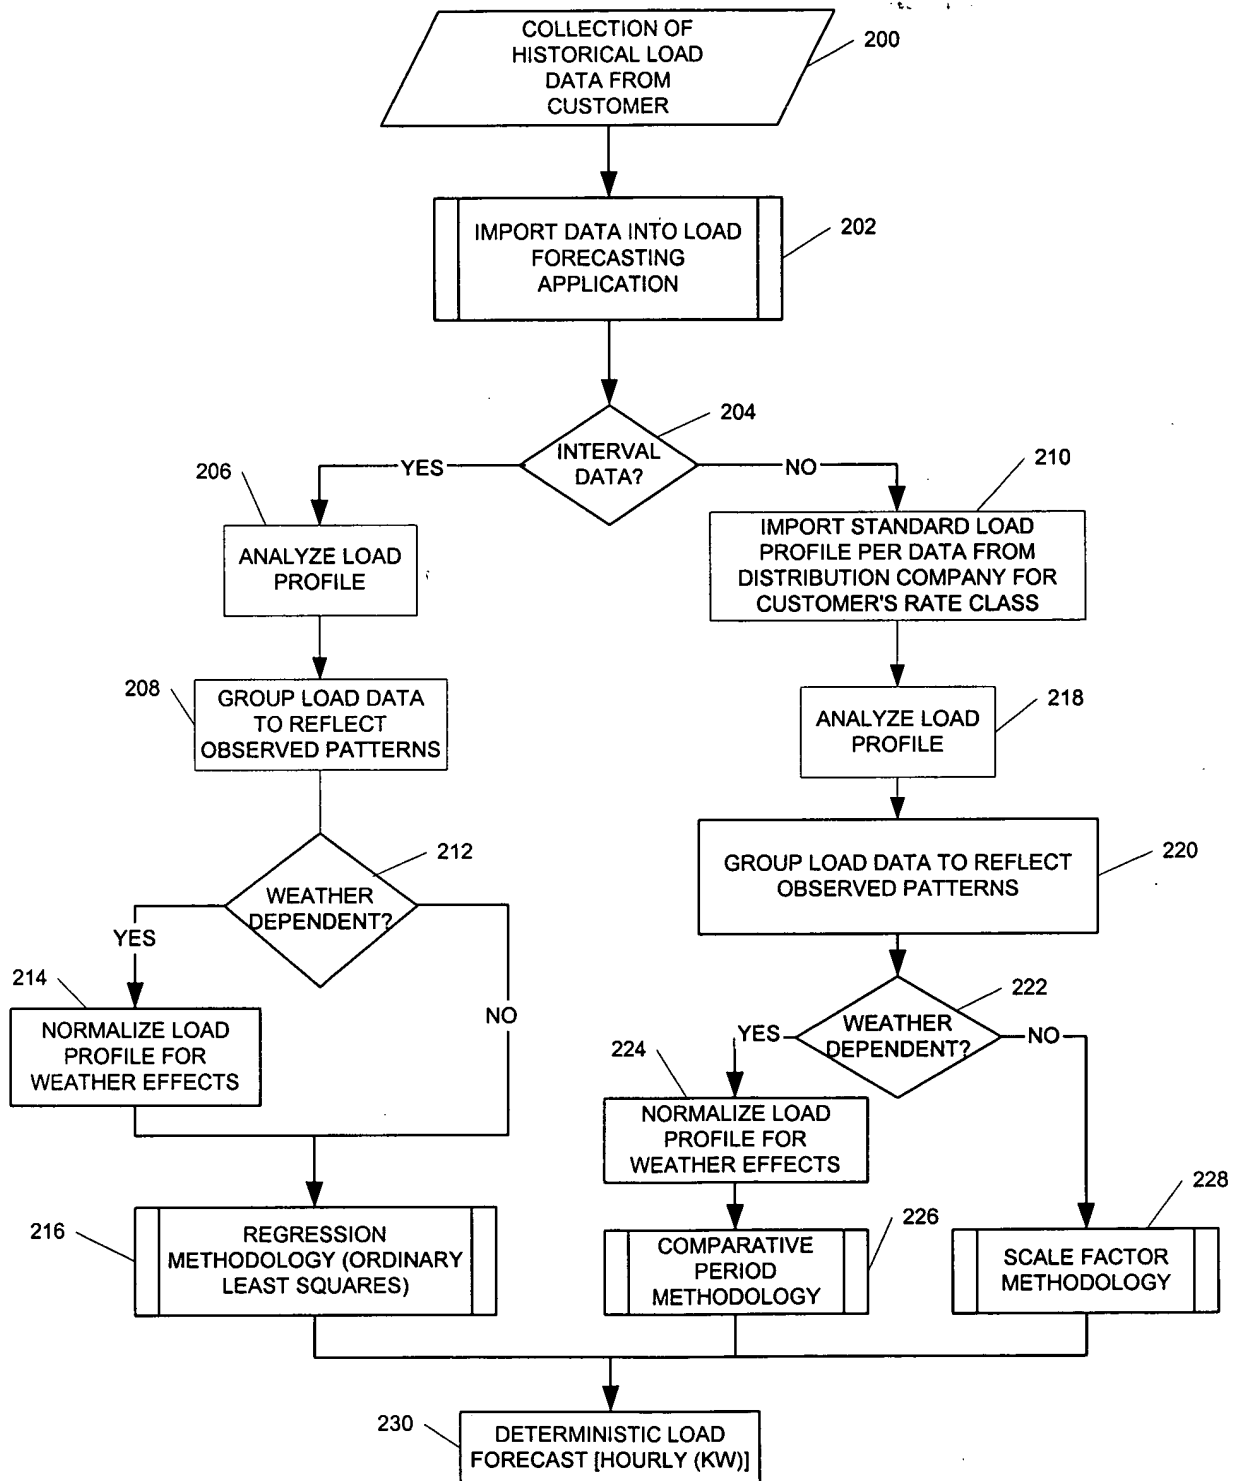 COLLECTION OF
HISTORICAL LOAD
DATA FROM
CUSTOMER
200
IMPORT DATA INTO LOAD
FORECASTING
APPLICATION
202
INTERVAL
DATA?
204
YES
NO
206
ANALYZE LOAD
PROFILE
210
IMPORT STANDARD LOAD
PROFILE PER DATA FROM
DISTRIBUTION COMPANY FOR
CUSTOMER'S RATE CLASS
208
GROUP LOAD DATA
TO REFLECT
OBSERVED PATTERNS
218
ANALYZE LOAD
PROFILE
212
WEATHER
DEPENDENT?
YES
NO
220
GROUP LOAD DATA TO REFLECT
OBSERVED PATTERNS
214
NORMALIZE LOAD
PROFILE FOR
WEATHER EFFECTS
222
WEATHER
DEPENDENT?
YES
NO
224
NORMALIZE LOAD
PROFILE FOR
WEATHER EFFECTS
216
REGRESSION
METHODOLOGY (ORDINARY
LEAST SQUARES)
226
COMPARATIVE
PERIOD
METHODOLOGY
228
SCALE FACTOR
METHODOLOGY
230
DETERMINISTIC LOAD
FORECAST [HOURLY (KW)]